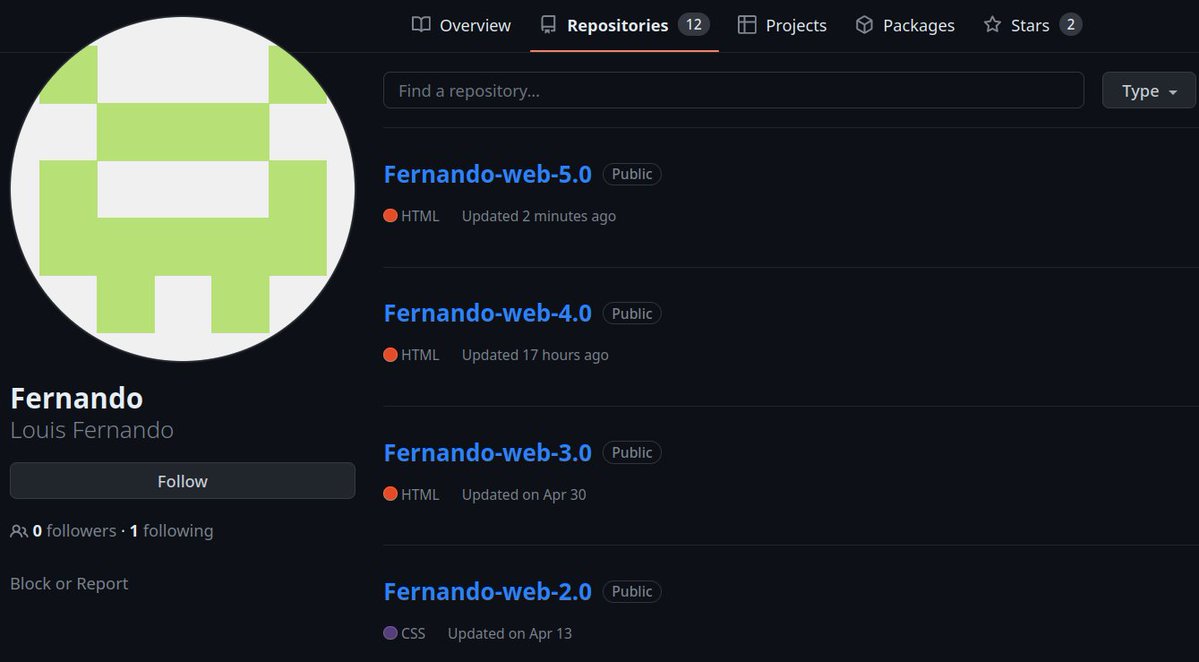 Overview Repositories 12 Projects Packages Stars 2
Find a repository...
Type
Fernando-web-5.0 Public
HTML Updated 2 minutes ago
Fernando-web-4.0 Public
HTML Updated 17 hours ago
Fernando-web-3.0 Public
HTML Updated on Apr 30
Fernando-web-2.0 Public
CSS Updated on Apr 13
Fernando
Louis Fernando
Follow
0 followers · 1 following
Block or Report